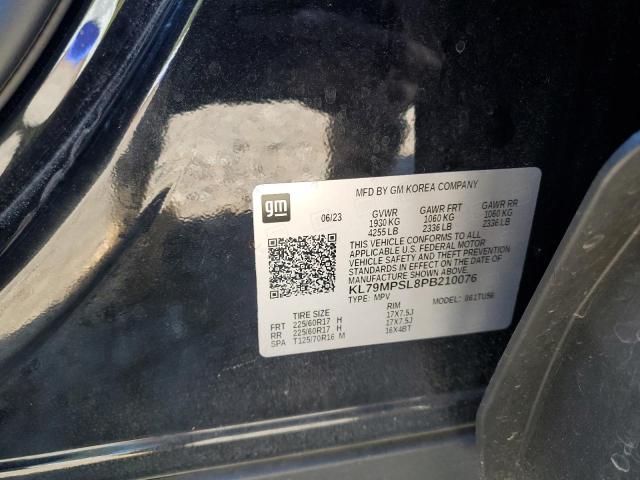 MFD BY GM KOREA COMPANY
gm
06/23
GVWR GAWR FRT GAWR RR
1930 KG 1060 KG 1060 KG
4255 LB 2336 LB 2336 LB
THIS VEHICLE CONFORMS TO ALL
APPLICABLE U.S. FEDERAL MOTOR
VEHICLE SAFETY AND THEFT PREVENTION
STANDARDS IN EFFECT ON THE DATE OF
MANUFACTURE SHOWN ABOVE.
KL79MPSL8PB210076
TYPE: MPV MODEL: 861TU56
TIRE SIZE RIM
FRT 225/60R17 H 17X7.5J
RR 225/60R17 H 17X7.5J
SPA T125/70R16 M 16X4BT